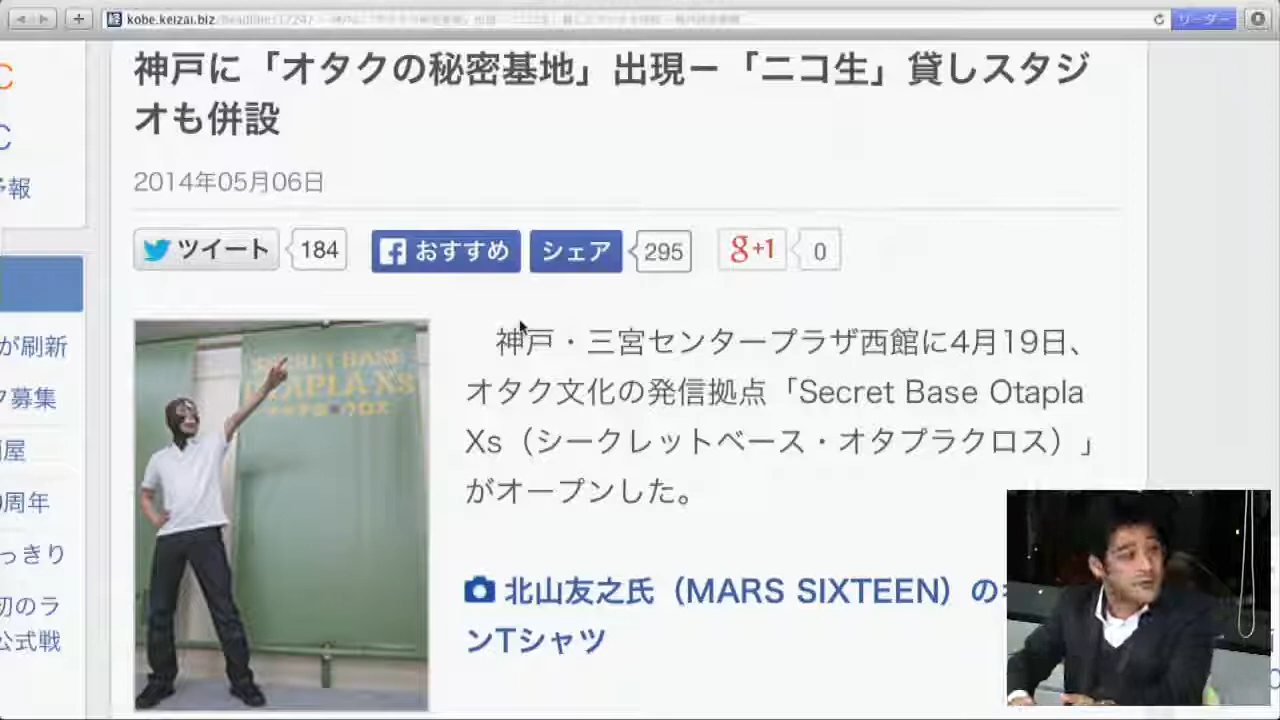 kobe.keizai.biz
リーダー
神戸に「オタクの秘密基地」出現－「ニコ生」貸しスタジ
オも併設
2014年05月06日
ツイート
184
おすすめ
シェア
295
g+1
0
予報
が刷新
ク募集
周年
っきり
初のラ
公式戦
SECRET BASE
OTAPLA XS
神戸・三宮センタープラザ西館に4月19日、
オタク文化の発信拠点「Secret Base Otapla
Xs（シークレットベース・オタプラクロス）」
がオープンした。
北山友之氏（MARS SIXTEEN）の
ンTシャツ